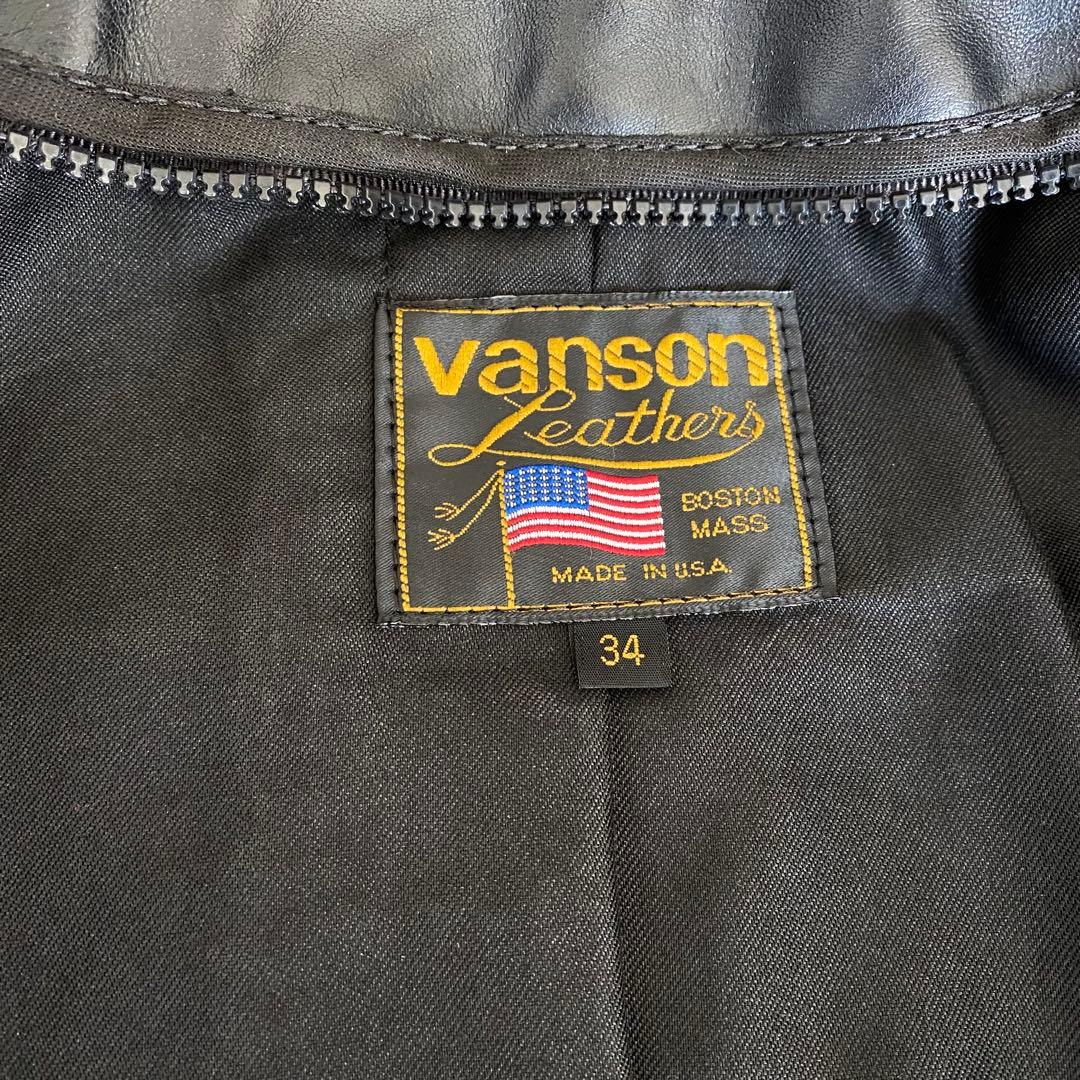 vanson
Leathers
BOSTON
MASS
MADE IN U.S.A.
34